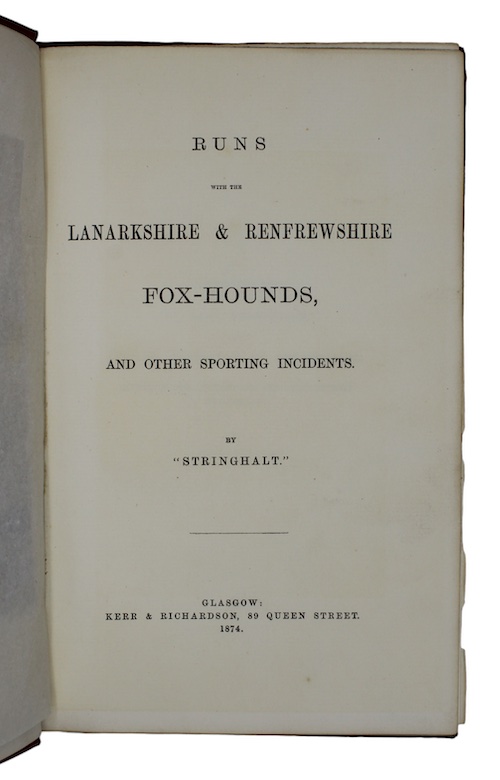 RUNS
WITH THE
LANARKSHIRE & RENFREWSHIRE
FOX-HOUNDS,
AND OTHER SPORTING INCIDENTS.
BY
"STRINGHALT."
GLASGOW:
KERR & RICHARDSON, 89 QUEEN STREET.
1874.